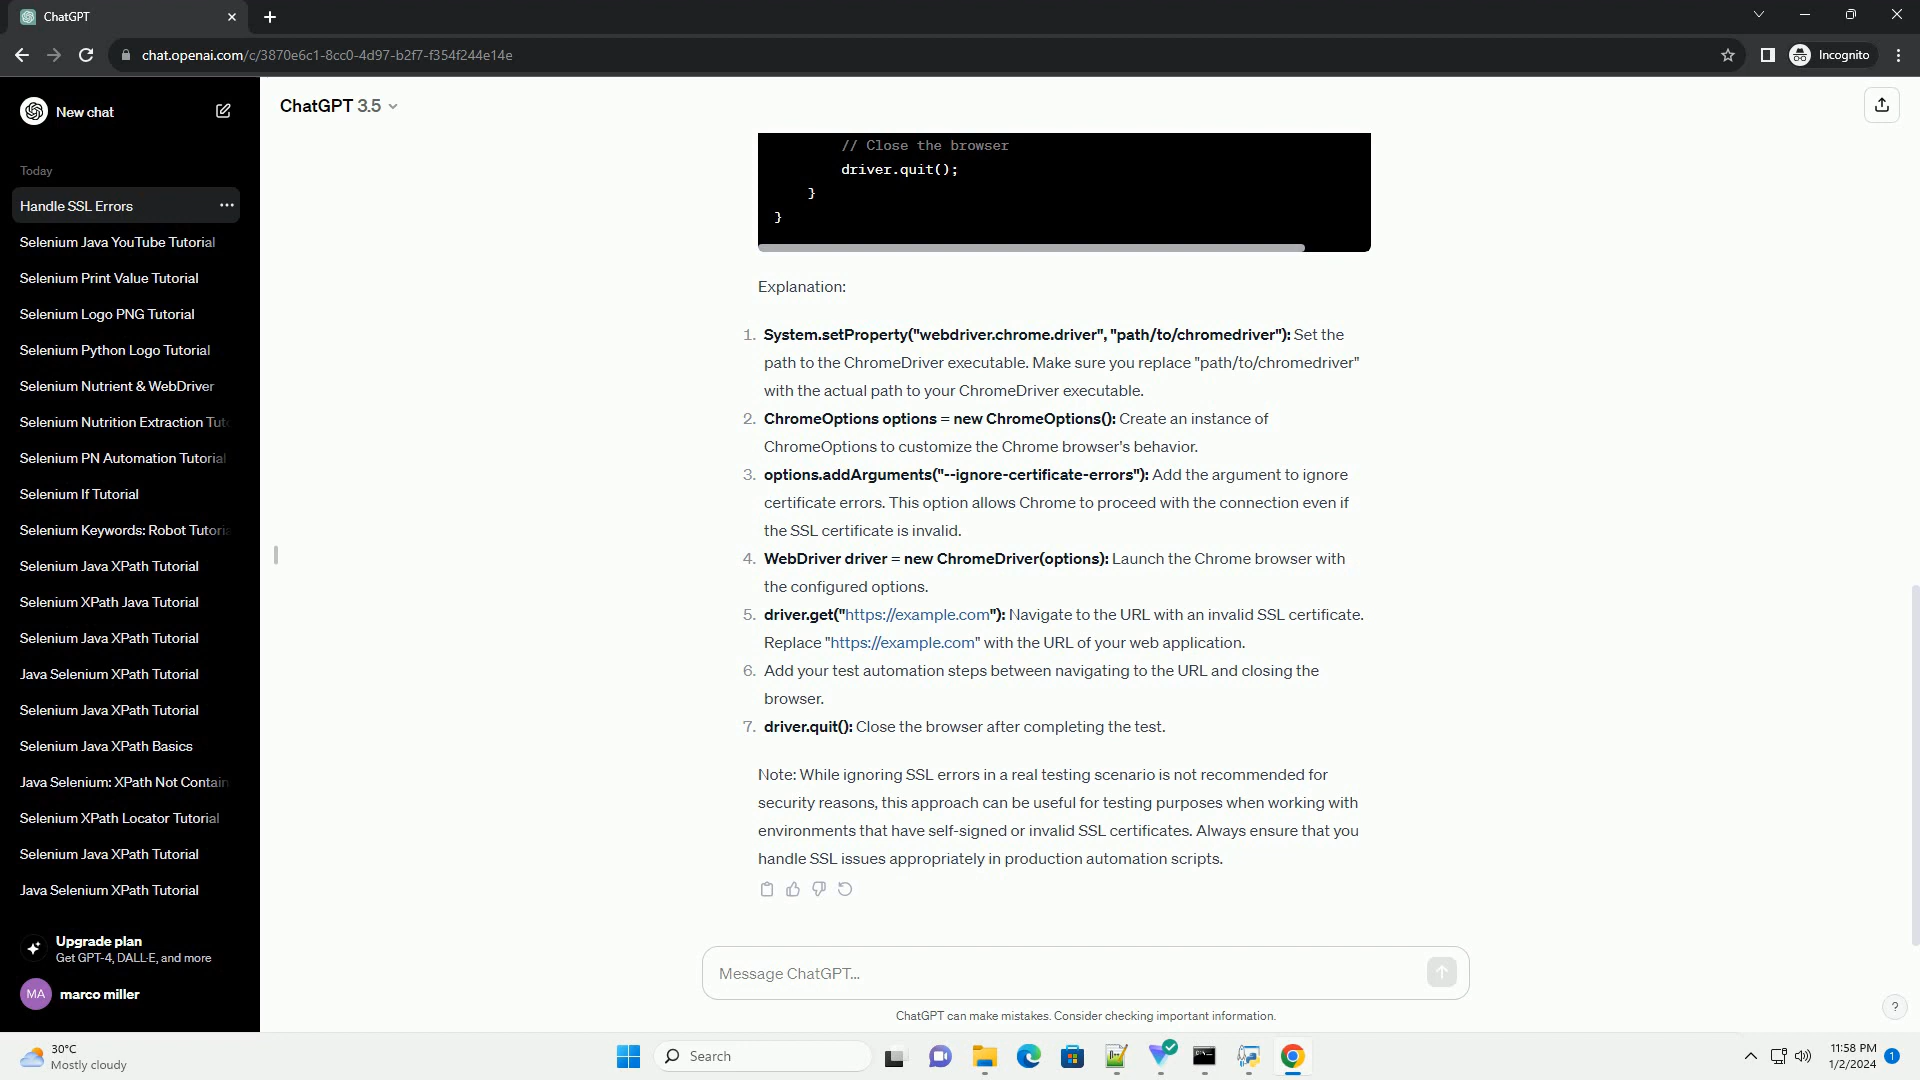 ChatGPT
chat.openai.com/c/3870e6c1-8cc0-4d97-b2f7-f354f244e14e
Incognito
New chat
Today
Handle SSL Errors
Selenium Java YouTube Tutorial
Selenium Print Value Tutorial
Selenium Logo PNG Tutorial
Selenium Python Logo Tutorial
Selenium Nutrient & WebDriver
Selenium Nutrition Extraction Tut
Selenium PN Automation Tutorial
Selenium If Tutorial
Selenium Keywords: Robot Tutoria
Selenium Java XPath Tutorial
Selenium XPath Java Tutorial
Selenium Java XPath Tutorial
Java Selenium XPath Tutorial
Selenium Java XPath Tutorial
Selenium Java XPath Basics
Java Selenium: XPath Not Contain
Selenium XPath Locator Tutorial
Selenium Java XPath Tutorial
Java Selenium XPath Tutorial
Upgrade plan
Get GPT-4, DALL·E, and more
MA marco miller
ChatGPT 3.5
// Close the browser
driver.quit();
}
}
Explanation:
1. System.setProperty("webdriver.chrome.driver", "path/to/chromedriver"): Set the
path to the ChromeDriver executable. Make sure you replace "path/to/chromedriver"
with the actual path to your ChromeDriver executable.
2. ChromeOptions options = new ChromeOptions(): Create an instance of
ChromeOptions to customize the Chrome browser's behavior.
3. options.addArguments("--ignore-certificate-errors"): Add the argument to ignore
certificate errors. This option allows Chrome to proceed with the connection even if
the SSL certificate is invalid.
4. WebDriver driver = new ChromeDriver(options): Launch the Chrome browser with
the configured options.
5. driver.get("https://example.com"): Navigate to the URL with an invalid SSL certificate.
Replace "https://example.com" with the URL of your web application.
6. Add your test automation steps between navigating to the URL and closing the
browser.
7. driver.quit(): Close the browser after completing the test.
Note: While ignoring SSL errors in a real testing scenario is not recommended for
security reasons, this approach can be useful for testing purposes when working with
environments that have self-signed or invalid SSL certificates. Always ensure that you
handle SSL issues appropriately in production automation scripts.
Message ChatGPT...
ChatGPT can make mistakes. Consider checking important information.
?
30°C
Mostly cloudy
Search
11:58 PM
1/2/2024
1